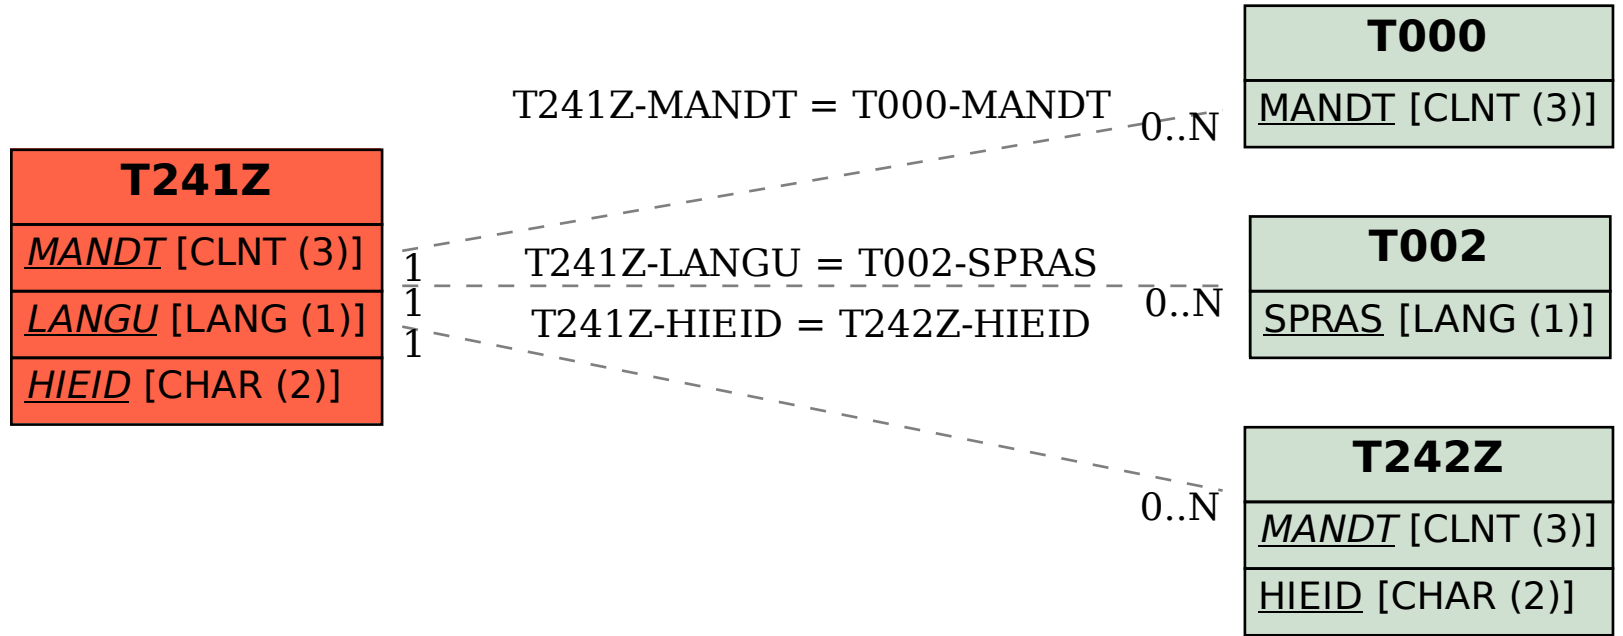 T241Z
MANDT [CLNT (3)]
LANGU [LANG (1)]
HIEID [CHAR (2)]
T241Z-MANDT = T000-MANDT
0..N
1
T241Z-LANGU = T002-SPRAS
0..N
1
T241Z-HIEID = T242Z-HIEID
0..N
1
T000
MANDT [CLNT (3)]
T002
SPRAS [LANG (1)]
T242Z
MANDT [CLNT (3)]
HIEID [CHAR (2)]